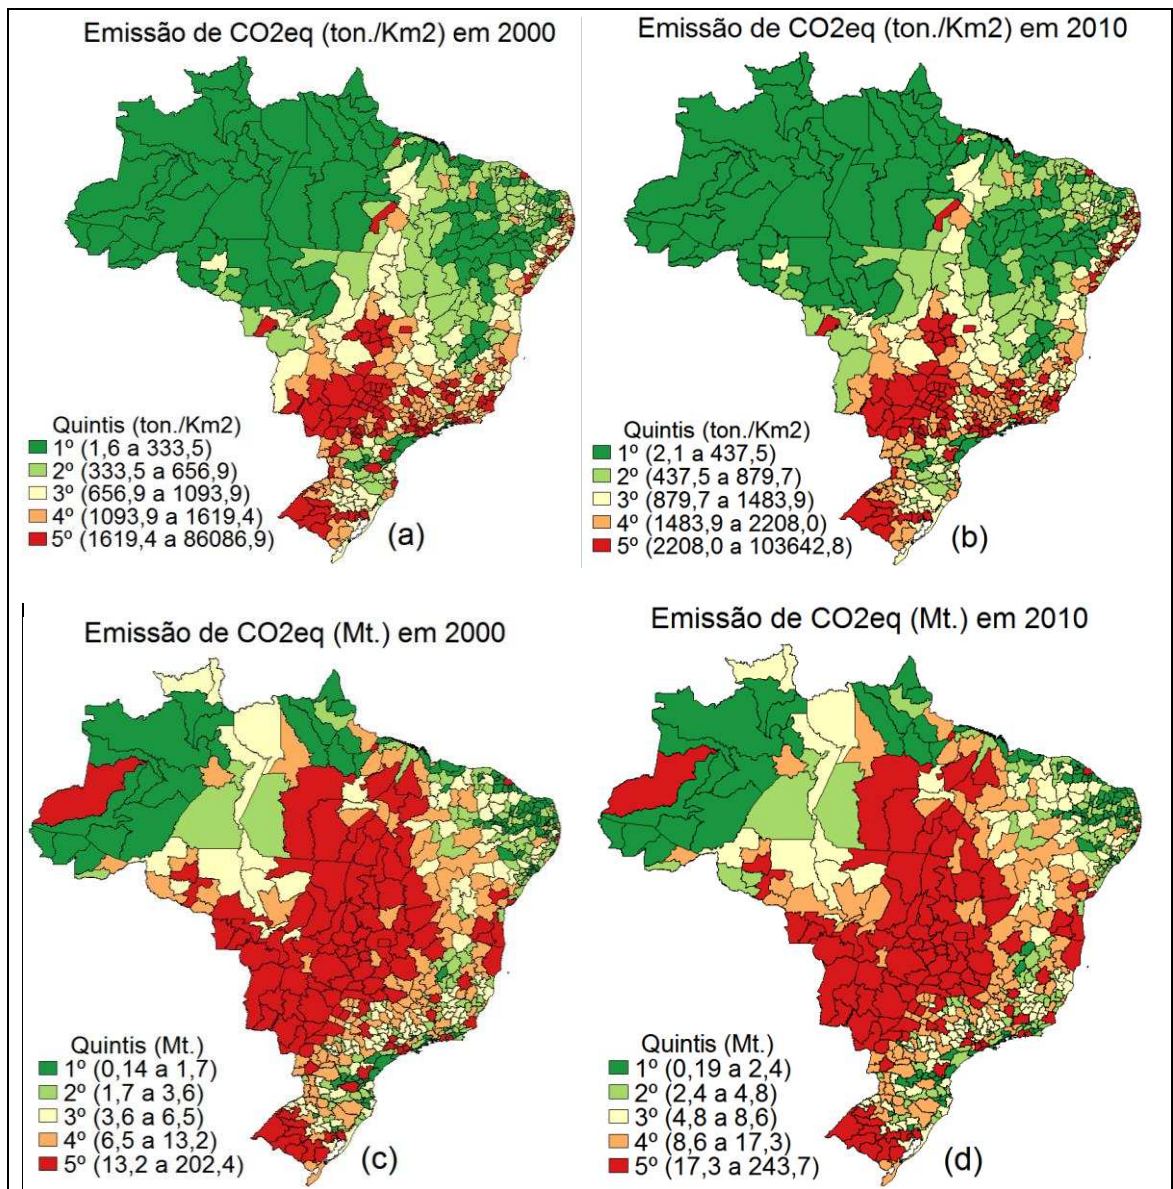 Emissão de CO2eq (ton./Km2) em 2000
Quintis (ton./Km2)
1º (1,6 a 333,5)
2º (333,5 a 656,9)
3º (656,9 a 1093,9)
4º (1093,9 a 1619,4)
5º (1619,4 a 86086,9)
(a)
Emissão de CO2eq (ton./Km2) em 2010
Quintis (ton./Km2)
1º (2,1 a 437,5)
2º (437,5 a 879,7)
3º (879,7 a 1483,9)
4º (1483,9 a 2208,0)
5º (2208,0 a 103642,8)
(b)
Emissão de CO2eq (Mt.) em 2000
Quintis (Mt.)
1º (0,14 a 1,7)
2º (1,7 a 3,6)
3º (3,6 a 6,5)
4º (6,5 a 13,2)
5º (13,2 a 202,4)
(c)
Emissão de CO2eq (Mt.) em 2010
Quintis (Mt.)
1º (0,19 a 2,4)
2º (2,4 a 4,8)
3º (4,8 a 8,6)
4º (8,6 a 17,3)
5º (17,3 a 243,7)
(d)